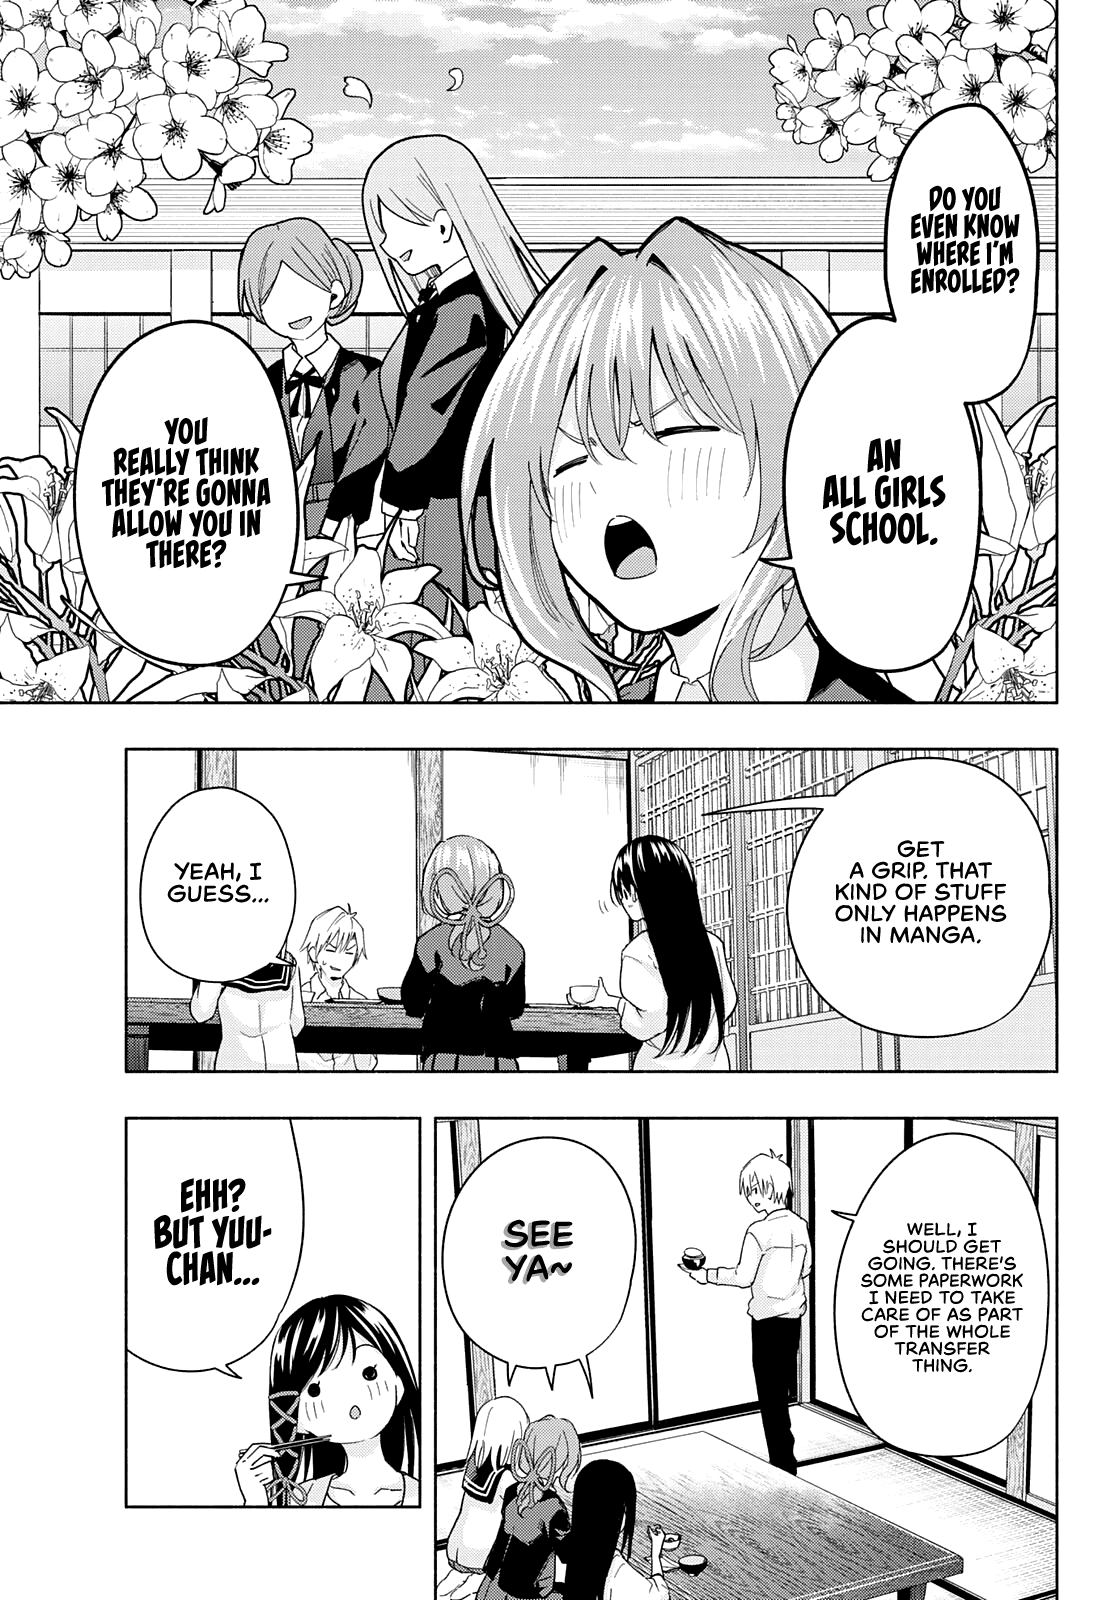 DO YOU
EVEN KNOW
WHERE I'M
ENROLLED?
AN
ALL GIRLS
SCHOOL.
YOU
REALLY THINK
THEY'RE GONNA
ALLOW YOU IN
THERE?
GET
A GRIP. THAT
KIND OF STUFF
ONLY HAPPENS
IN MANGA.
YEAH, I
GUESS...
WELL, I
SHOULD GET
GOING. THERE'S
SOME PAPERWORK
I NEED TO TAKE
CARE OF AS PART
OF THE WHOLE
TRANSFER
THING.
SEE
YA~
EHH?
BUT YUU-
CHAN...